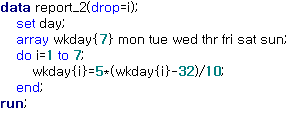 data report_2(drop=i);
set day;
array wkday{7} mon tue wed thr fri sat sun;
do i=1 to 7;
wkday{i}=5*(wkday{i}-32)/10;
end;
run;